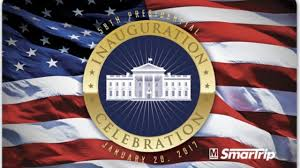 58TH PRESIDENTIAL
INAUGURATION
CELEBRATION
JANUARY 20, 2017
M SmarTrip